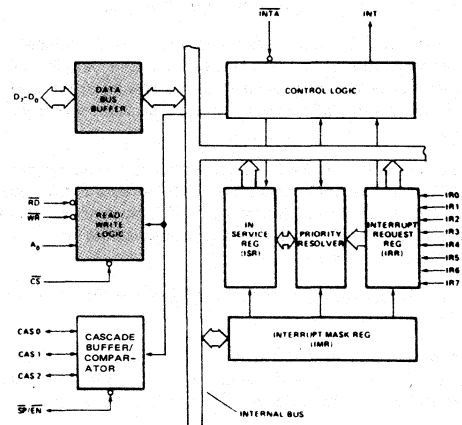 INTA
INT
DATA
BUS
BUFFER
D7-D0
CONTROL LOGIC
RD
WR
A0
CS
READ/
WRITE
LOGIC
IN
SERVICE
REG
(ISR)
PRIORITY
RESOLVER
INTERRUPT
REQUEST
REG
(IRR)
IR0
IR1
IR2
IR3
IR4
IR5
IR6
IR7
CAS 0
CAS 1
CAS 2
SP/EN
CASCADE
BUFFER/
COMPAR-
ATOR
INTERRUPT MASK REG
(IMR)
INTERNAL BUS